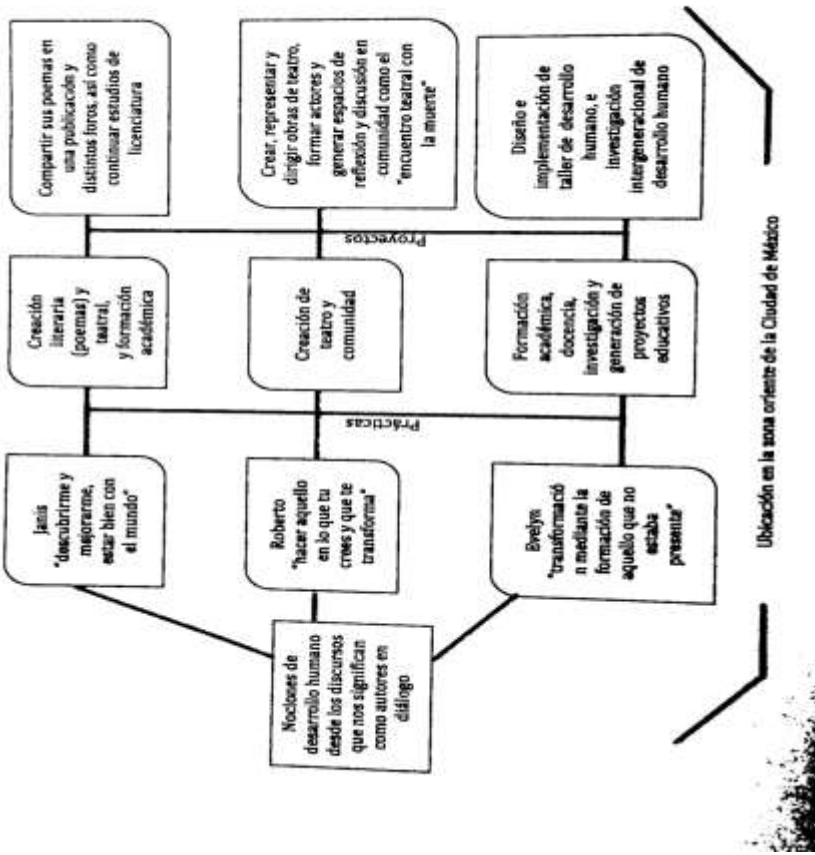 Nociones de
desarrollo humano
desde los discursos
que nos significan
como autores en
diálogo
Janis
"descubrirme y
mejorarme,
estar bien con
el mundo"
Roberto
"hacer aquello
en lo que tu
crees y que te
transforma"
Evelyn
"transformació
n mediante la
formación de
aquello que no
estaba
presente"
Prácticas
Creación
literaria
(poemas) y
teatral,
y formación
académica
Creación de
teatro y
comunidad
Formación
académica,
docencia,
investigación y
generación de
proyectos
educativos
Proyectos
Compartir sus poemas en
una publicación y
distintos foros, así como
continuar estudios de
licenciatura
Crear, representar y
dirigir obras de teatro,
formar actores y
generar espacios de
reflexión y discusión en
comunidad como el
"encuentro teatral con
la muerte"
Diseño e
implementación de
taller de desarrollo
humano, e
investigación
intergeneracional de
desarrollo humano
Ubicación en la zona oriente de la Ciudad de México